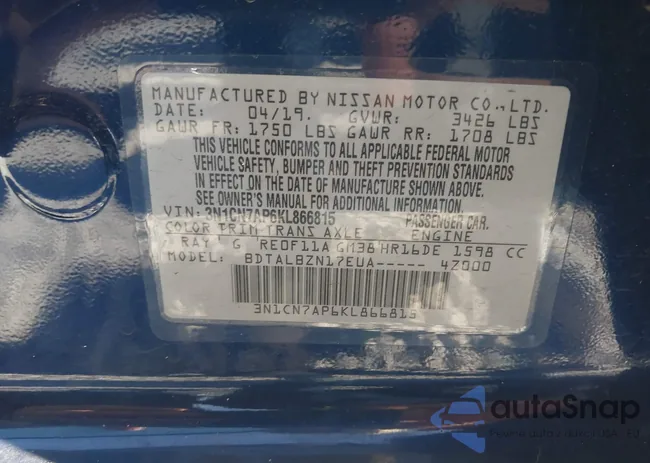 MANUFACTURED BY NISSAN MOTOR CO.,LTD.
DATE: 04/19. GVWR: 3426 LBS
GAWR FR: 1750 LBS GAWR RR: 1708 LBS
THIS VEHICLE CONFORMS TO ALL APPLICABLE FEDERAL MOTOR
VEHICLE SAFETY, BUMPER AND THEFT PREVENTION STANDARDS
IN EFFECT ON THE DATE OF MANUFACTURE SHOWN ABOVE.
SEE OWNER'S MANUAL FOR ADDITIONAL INFORMATION
VIN: 3N1CN7AP6KL866815 PASSENGER CAR.
COLOR TRIM TRANS AXLE ENGINE
RAY G RE0F11A GM38 HR16DE 1598 CC
MODEL: BDTALBZN17EUA----- 4Z000
3N1CN7AP6KL866815
autoSnap